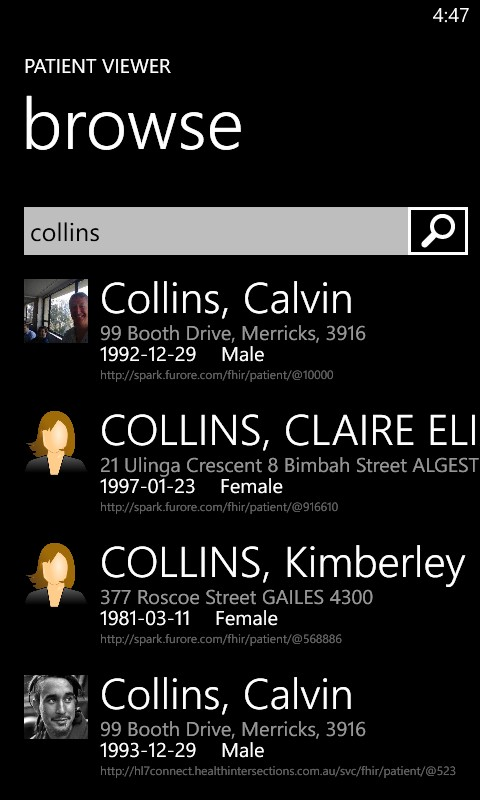 4:47
PATIENT VIEWER
browse
collins
Collins, Calvin
99 Booth Drive, Merricks, 3916
1992-12-29 Male
http://spark.furore.com/fhir/patient/@10000
COLLINS, CLAIRE ELI
21 Ulinga Crescent 8 Bimbah Street ALGEST
1997-01-23 Female
http://spark.furore.com/fhir/patient/@916610
COLLINS, Kimberley
377 Roscoe Street GAILES 4300
1981-03-11 Female
http://spark.furore.com/fhir/patient/@568886
Collins, Calvin
99 Booth Drive, Merricks, 3916
1993-12-29 Male
http://hl7connect.healthintersections.com.au/svc/fhir/patient/@523